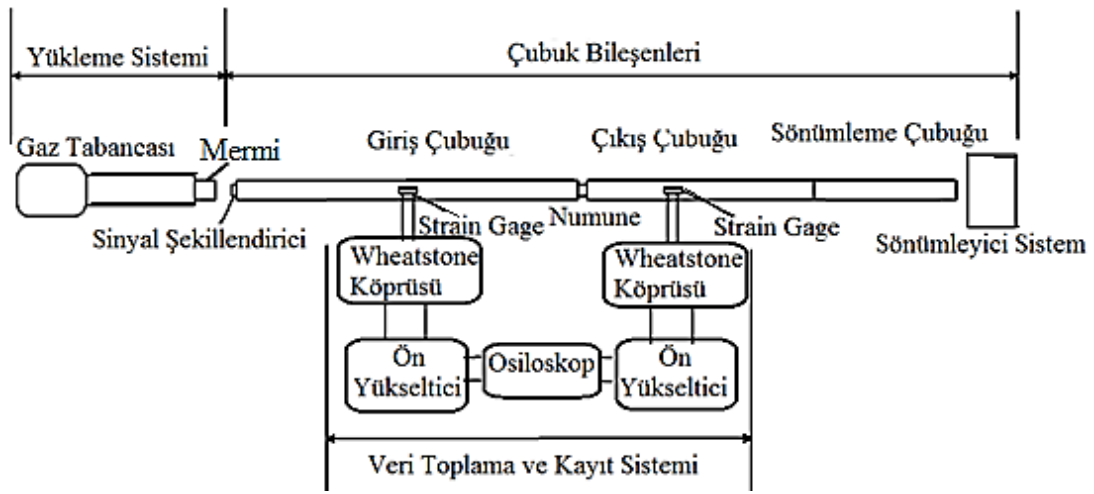 Yükleme Sistemi
Çubuk Bileşenleri
Gaz Tabancası
Mermi
Giriş Çubuğu
Çıkış Çubuğu
Sönümleme Çubuğu
Sinyal Şekillendirici
Strain Gage
Numune
Strain Gage
Sönümleyici Sistem
Wheatstone
Köprüsü
Wheatstone
Köprüsü
Ön
Yükseltici
Osiloskop
Ön
Yükseltici
Veri Toplama ve Kayıt Sistemi